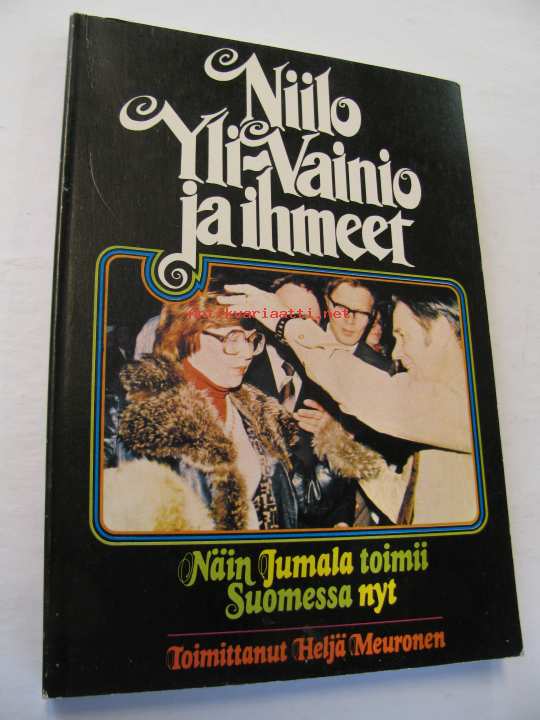 Niilo
Yli-Vainio
ja ihmeet
antikvariaatti.net
Näin Jumala toimii
Suomessa nyt
Toimittanut Heljä Meuronen